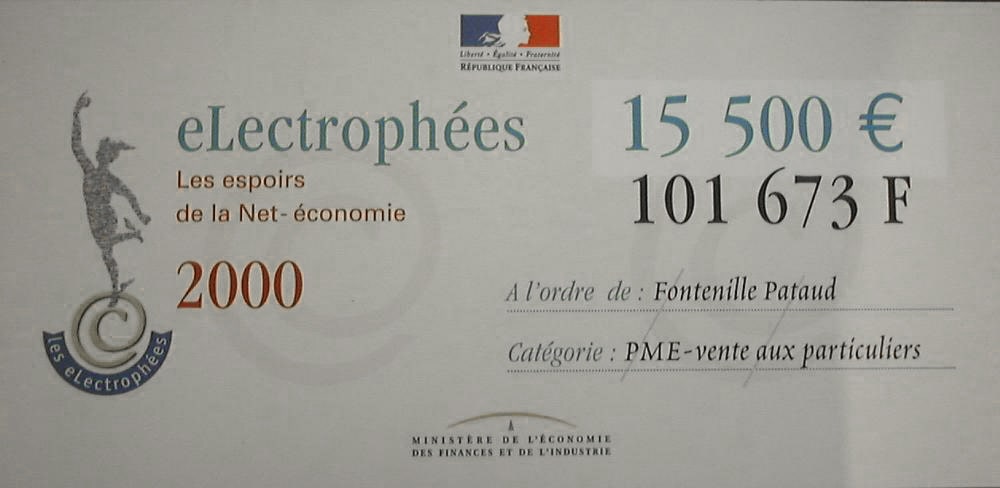 Liberté • Égalité • Fraternité
RÉPUBLIQUE FRANÇAISE
eLectrophées
Les espoirs
de la Net-économie
2000
les eLectrophées
15 500 €
101 673 F
A l'ordre de : Fontenille Pataud
Catégorie : PME-vente aux particuliers
MINISTÈRE DE L'ÉCONOMIE
DES FINANCES ET DE L'INDUSTRIE